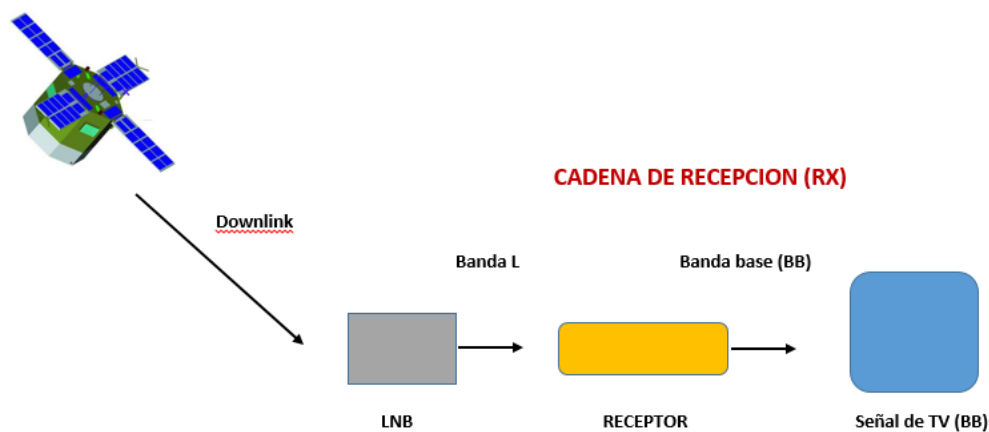 CADENA DE RECEPCION (RX)
Downlink
Banda L
Banda base (BB)
LNB
RECEPTOR
Señal de TV (BB)